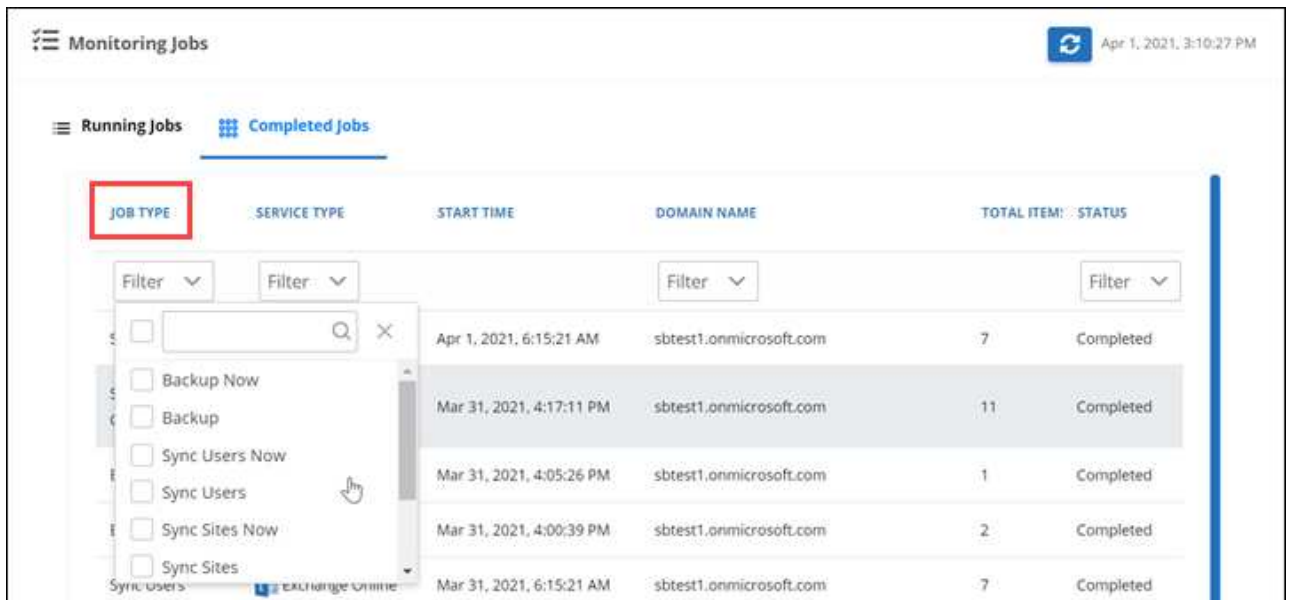 Monitoring Jobs
Apr 1, 2021, 3:10:27 PM
Running Jobs Completed Jobs
JOB TYPE SERVICE TYPE START TIME DOMAIN NAME TOTAL ITEM: STATUS
Filter Filter Filter Filter
Apr 1, 2021, 6:15:21 AM sbtest1.onmicrosoft.com 7 Completed
Backup Now
Mar 31, 2021, 4:17:11 PM sbtest1.onmicrosoft.com 11 Completed
Backup
Sync Users Now
Mar 31, 2021, 4:05:26 PM sbtest1.onmicrosoft.com 1 Completed
Sync Users
Sync Sites Now Mar 31, 2021, 4:00:39 PM sbtest1.onmicrosoft.com 2 Completed
Sync Sites
Sync Users Exchange Online Mar 31, 2021, 6:15:21 AM sbtest1.onmicrosoft.com 7 Completed